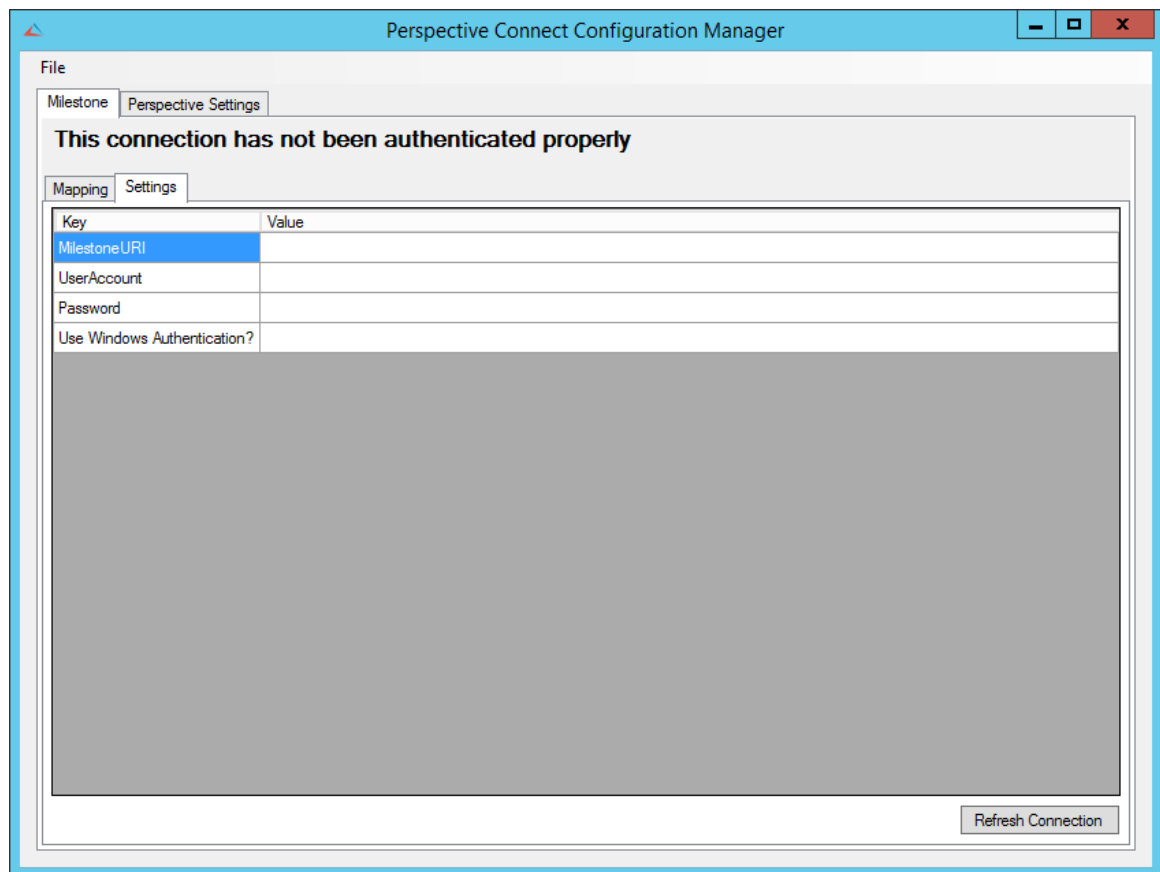 Perspective Connect Configuration Manager
File
Milestone Perspective Settings
This connection has not been authenticated properly
Mapping Settings
Key Value
MilestoneURI
UserAccount
Password
Use Windows Authentication?
Refresh Connection